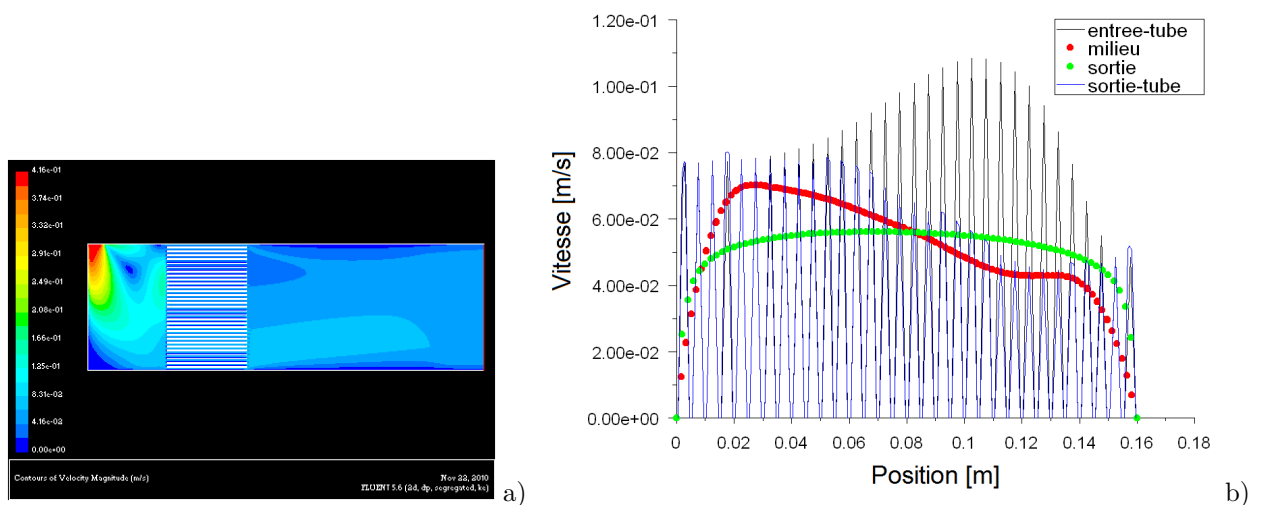 4.16e-01
3.74e-01
3.32e-01
2.91e-01
2.49e-01
2.08e-01
1.66e-01
1.25e-01
8.31e-02
4.16e-02
0.00e+00
Contours of Velocity Magnitude (m/s)
Nov 22, 2010
FLUENT 5.6 (2d, dp, segregated, ke)
a)
1.20e-01
1.00e-01
8.00e-02
6.00e-02
4.00e-02
2.00e-02
0.00e+00
Vitesse [m/s]
entree-tube
milieu
sortie
sortie-tube
0 0.02 0.04 0.06 0.08 0.1 0.12 0.14 0.16 0.18
Position [m]
b)